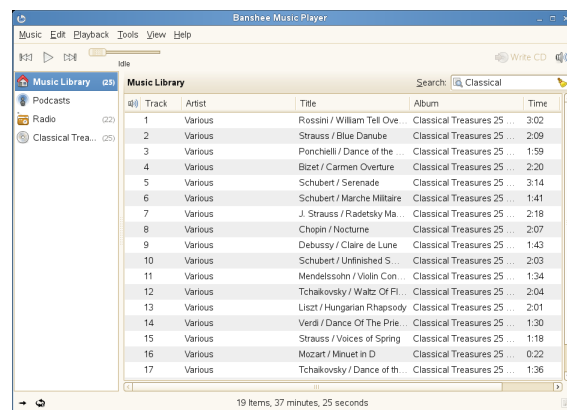 Banshee Music Player
Music Edit Playback Tools View Help
Idle
Write CD
Music Library (25)
Podcasts
Radio (22)
Classical Trea... (25)
Music Library Search: Classical
Track Artist Title Album Time
1 Various Rossini / William Tell Ove... Classical Treasures 25 ... 3:02
2 Various Strauss / Blue Danube Classical Treasures 25 ... 2:09
3 Various Ponchielli / Dance of the ... Classical Treasures 25 ... 1:59
4 Various Bizet / Carmen Overture Classical Treasures 25 ... 2:20
5 Various Schubert / Serenade Classical Treasures 25 ... 3:14
6 Various Schubert / Marche Militaire Classical Treasures 25 ... 1:41
7 Various J. Strauss / Radetsky Ma... Classical Treasures 25 ... 2:18
8 Various Chopin / Nocturne Classical Treasures 25 ... 2:07
9 Various Debussy / Claire de Lune Classical Treasures 25 ... 1:43
10 Various Schubert / Unfinished S... Classical Treasures 25 ... 2:03
11 Various Mendelssohn / Violin Con... Classical Treasures 25 ... 1:34
12 Various Tchaikovsky / Waltz Of Fl... Classical Treasures 25 ... 2:04
13 Various Liszt / Hungarian Rhapsody Classical Treasures 25 ... 2:01
14 Various Verdi / Dance Of The Prie... Classical Treasures 25 ... 1:30
15 Various Strauss / Voices of Spring Classical Treasures 25 ... 1:18
16 Various Mozart / Minuet in D Classical Treasures 25 ... 0:22
17 Various Tchaikovsky / Dance of th... Classical Treasures 25 ... 1:36
19 Items, 37 minutes, 25 seconds